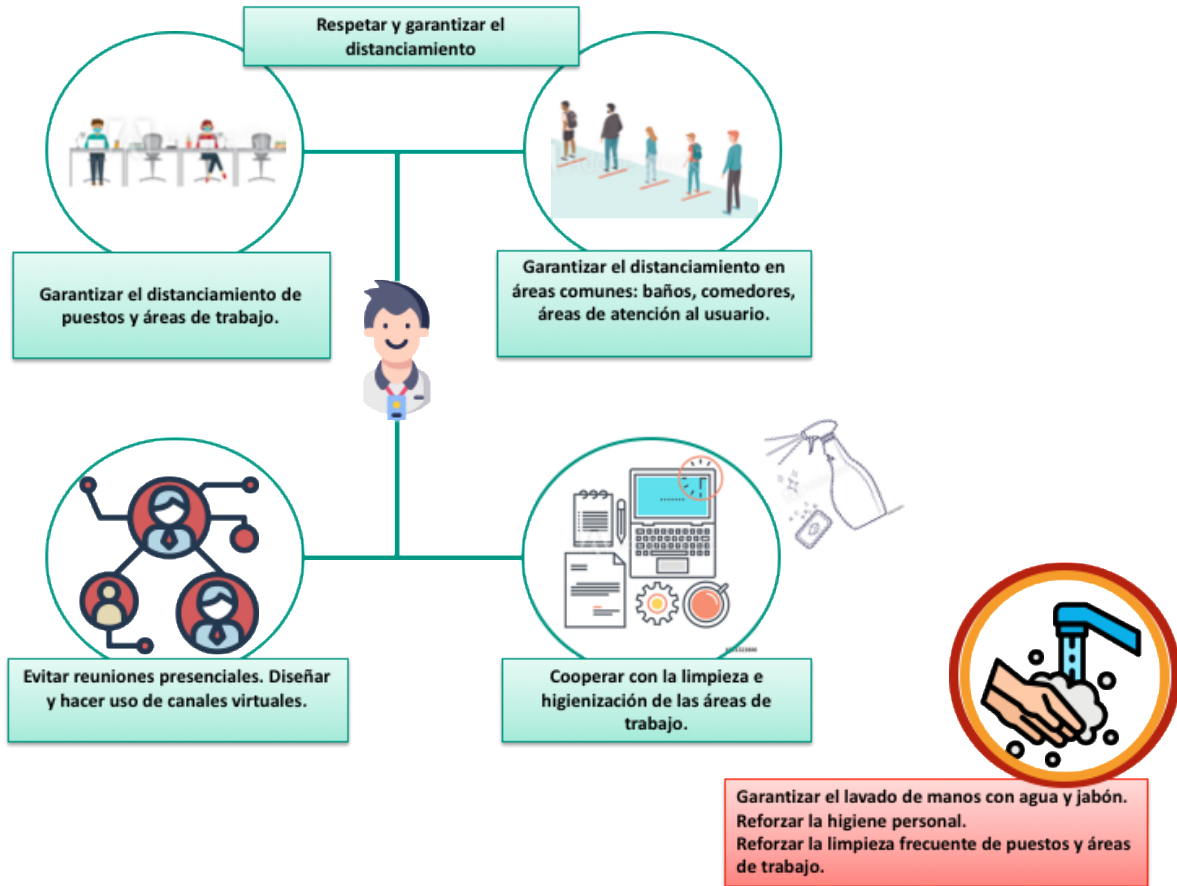 Respetar y garantizar el
distanciamiento
Garantizar el distanciamiento de
puestos y áreas de trabajo.
Garantizar el distanciamiento en
áreas comunes: baños, comedores,
áreas de atención al usuario.
Evitar reuniones presenciales. Diseñar
y hacer uso de canales virtuales.
Cooperar con la limpieza e
higienización de las áreas de
trabajo.
Garantizar el lavado de manos con agua y jabón.
Reforzar la higiene personal.
Reforzar la limpieza frecuente de puestos y áreas
de trabajo.